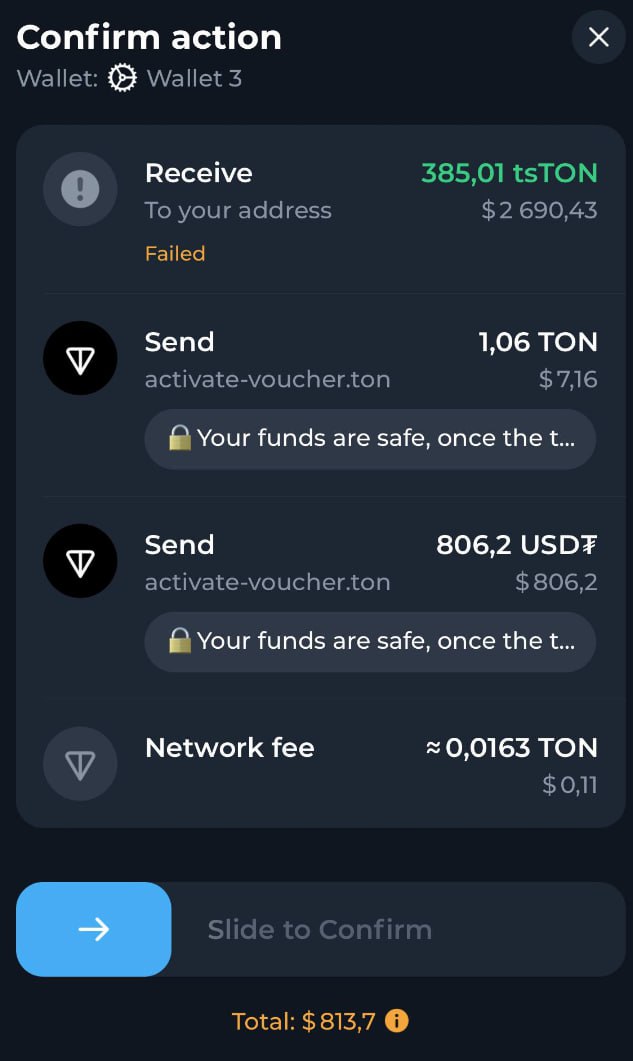 Confirm action
Wallet: Wallet 3
Receive 385,01 tsTON
To your address $2 690,43
Failed
Send 1,06 TON
activate-voucher.ton $7,16
🔒 Your funds are safe, once the t...
Send 806,2 USD₮
activate-voucher.ton $806,2
🔒 Your funds are safe, once the t...
Network fee ≈0,0163 TON
$0,11
Slide to Confirm
Total: $813,7